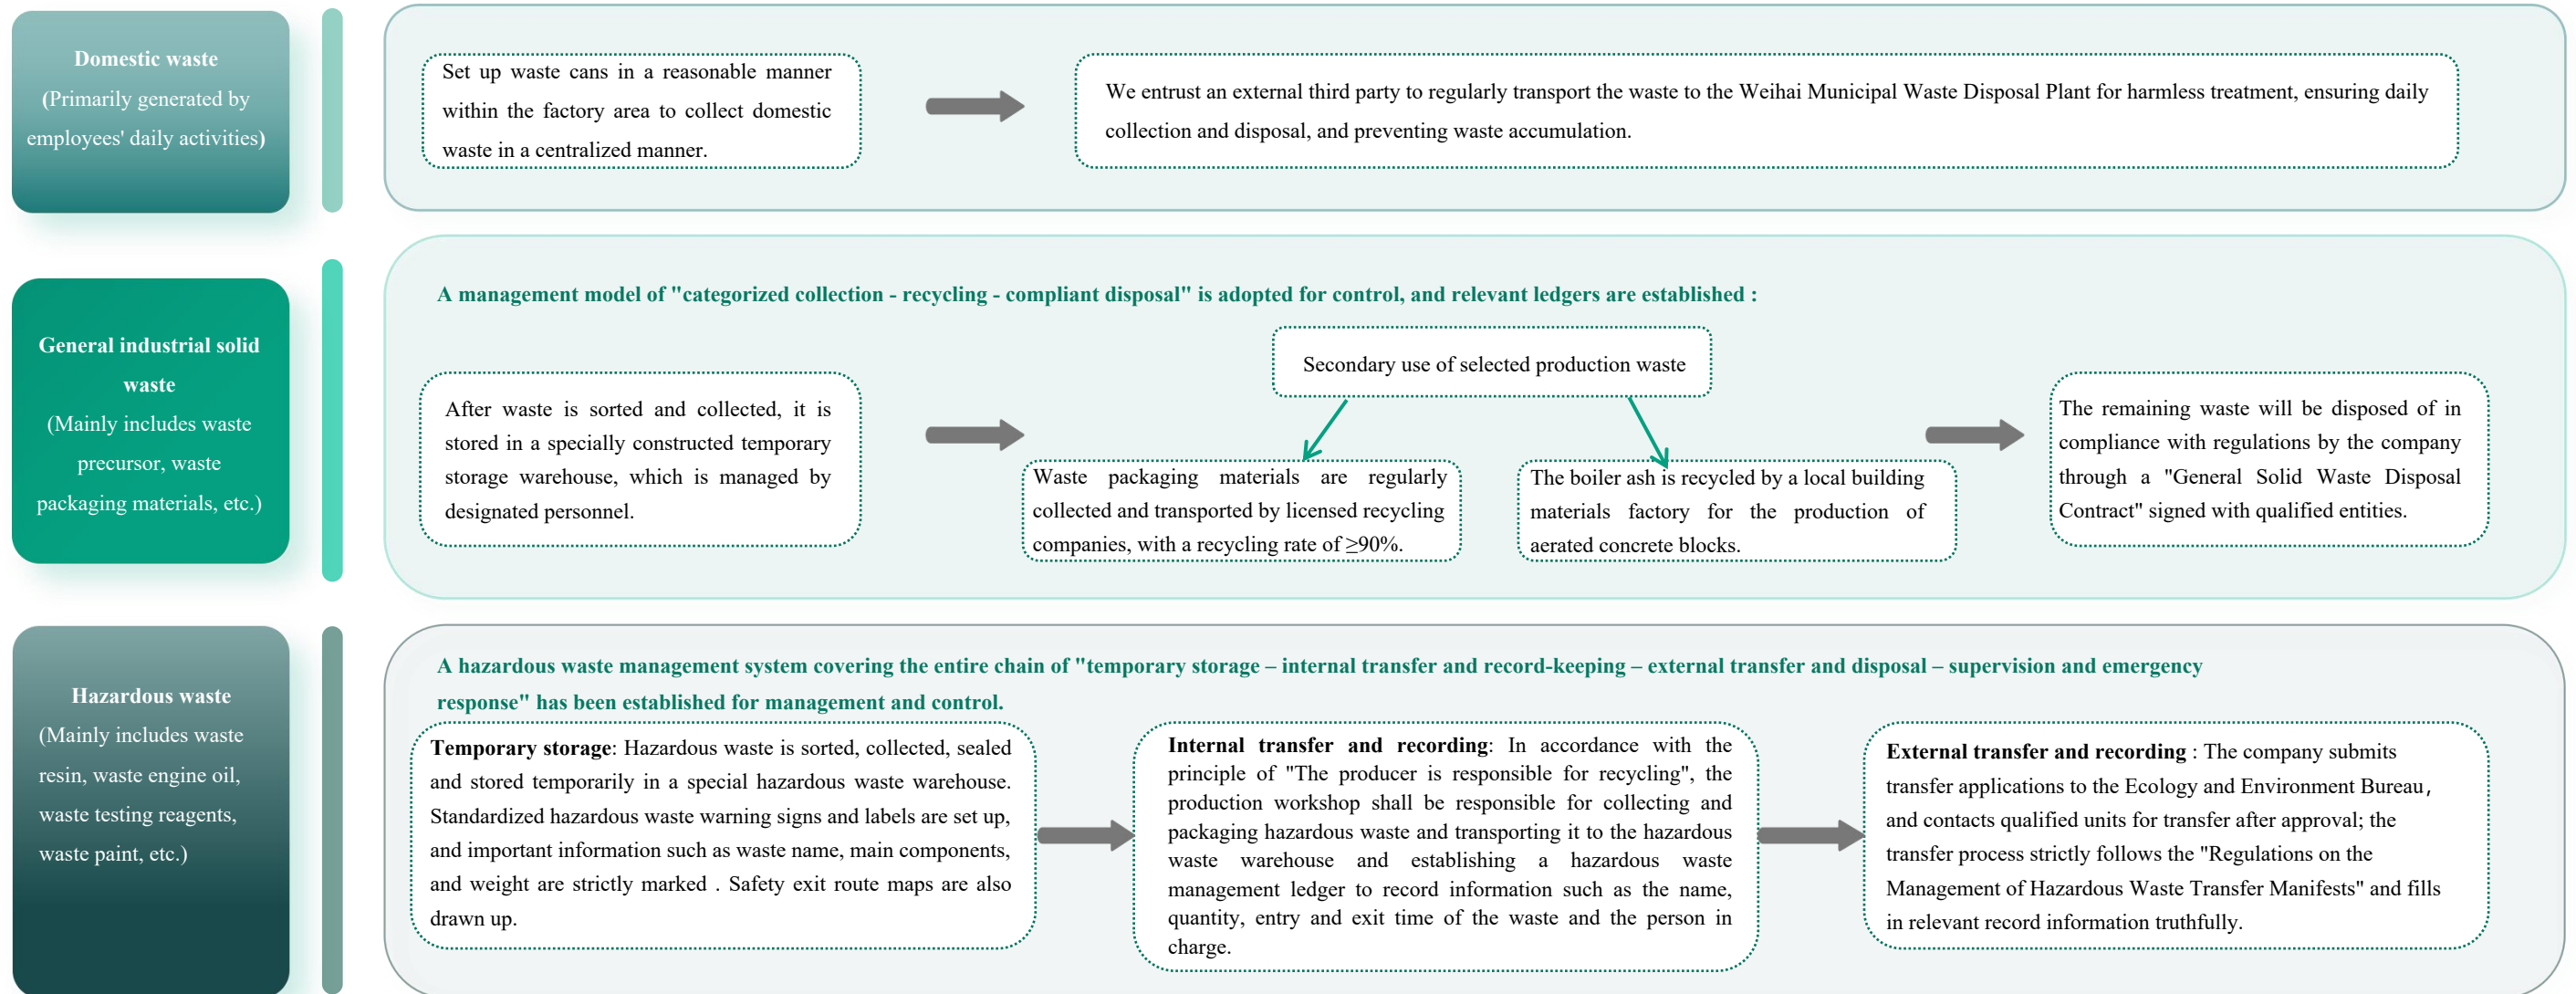 Domestic waste
(Primarily generated by
employees' daily activities)
Set up waste cans in a reasonable manner
within the factory area to collect domestic
waste in a centralized manner.
We entrust an external third party to regularly transport the waste to the Weihai Municipal Waste Disposal Plant for harmless treatment, ensuring daily
collection and disposal, and preventing waste accumulation.
General industrial solid
waste
(Mainly includes waste
precursor, waste
packaging materials, etc.)
A management model of "categorized collection - recycling - compliant disposal" is adopted for control, and relevant ledgers are established :
After waste is sorted and collected, it is
stored in a specially constructed temporary
storage warehouse, which is managed by
designated personnel.
Secondary use of selected production waste
Waste packaging materials are regularly
collected and transported by licensed recycling
companies, with a recycling rate of ≥90%.
The boiler ash is recycled by a local building
materials factory for the production of
aerated concrete blocks.
The remaining waste will be disposed of in
compliance with regulations by the company
through a "General Solid Waste Disposal
Contract" signed with qualified entities.
Hazardous waste
(Mainly includes waste
resin, waste engine oil,
waste testing reagents,
waste paint, etc.)
A hazardous waste management system covering the entire chain of "temporary storage – internal transfer and record-keeping – external transfer and disposal – supervision and emergency
response" has been established for management and control.
Temporary storage: Hazardous waste is sorted, collected, sealed
and stored temporarily in a special hazardous waste warehouse.
Standardized hazardous waste warning signs and labels are set up,
and important information such as waste name, main components,
and weight are strictly marked . Safety exit route maps are also
drawn up.
Internal transfer and recording: In accordance with the
principle of "The producer is responsible for recycling", the
production workshop shall be responsible for collecting and
packaging hazardous waste and transporting it to the hazardous
waste warehouse and establishing a hazardous waste
management ledger to record information such as the name,
quantity, entry and exit time of the waste and the person in
charge.
External transfer and recording : The company submits
transfer applications to the Ecology and Environment Bureau,
and contacts qualified units for transfer after approval; the
transfer process strictly follows the "Regulations on the
Management of Hazardous Waste Transfer Manifests" and fills
in relevant record information truthfully.